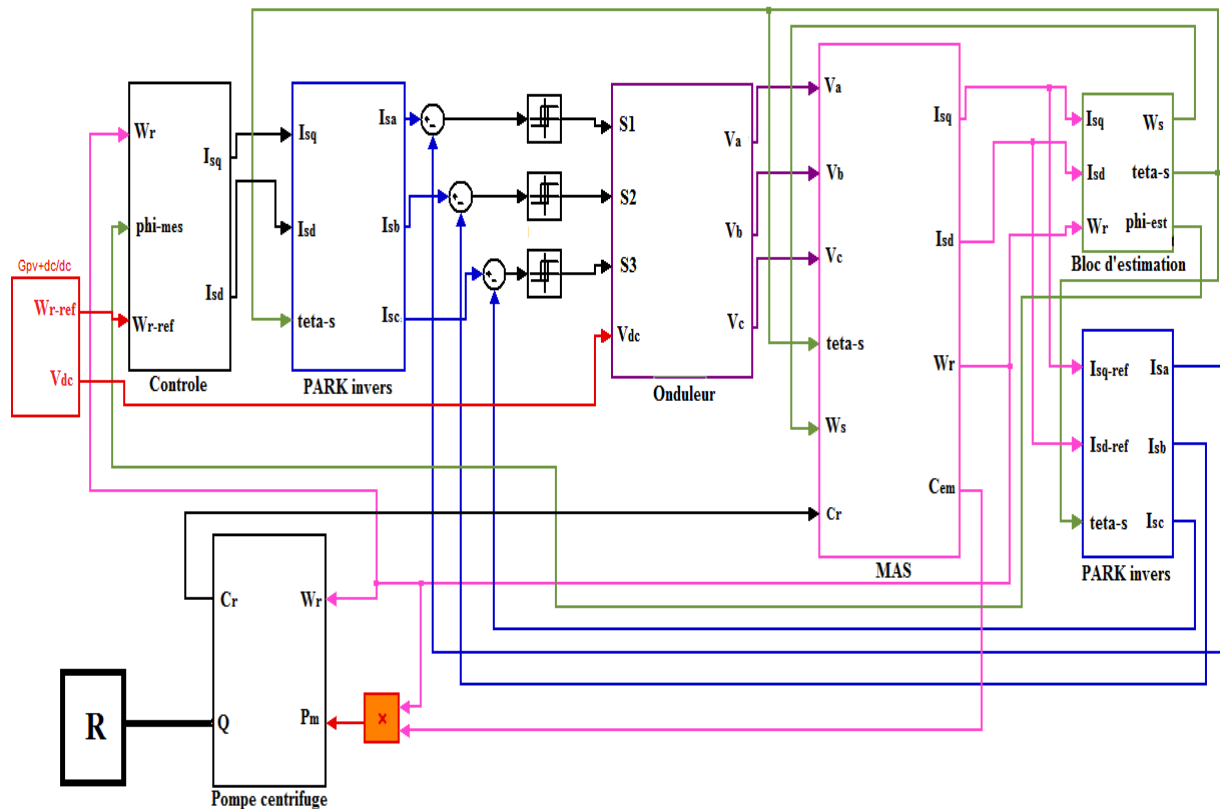 Gpv+dc/dc
Wr-ref
Vdc
Wr
phi-mes
Wr-ref
Isq
Isd
Controle
Isq
Isd
teta-s
Isa
Isb
Isc
PARK invers
+-
+-
+-
S1
S2
S3
Vdc
Va
Vb
Vc
Onduleur
Va
Vb
Vc
teta-s
Ws
Cr
Isq
Isd
Wr
Cem
MAS
Isq
Isd
Wr
Ws
teta-s
phi-est
Bloc d'estimation
Isq-ref
Isd-ref
teta-s
Isa
Isb
Isc
PARK invers
Cr
Wr
Q
Pm
Pompe centrifuge
R
x